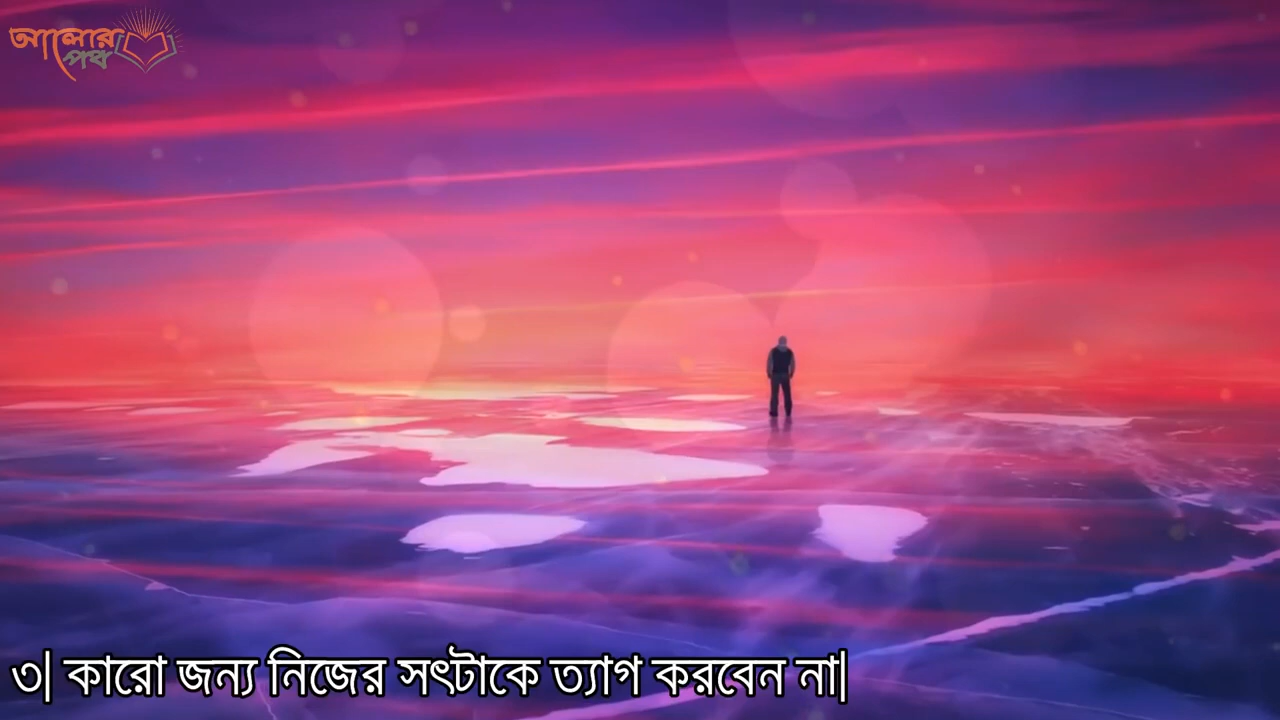 আলোর
পথ
৩| কারো জন্য নিজের সৎটাকে ত্যাগ করবেন না|